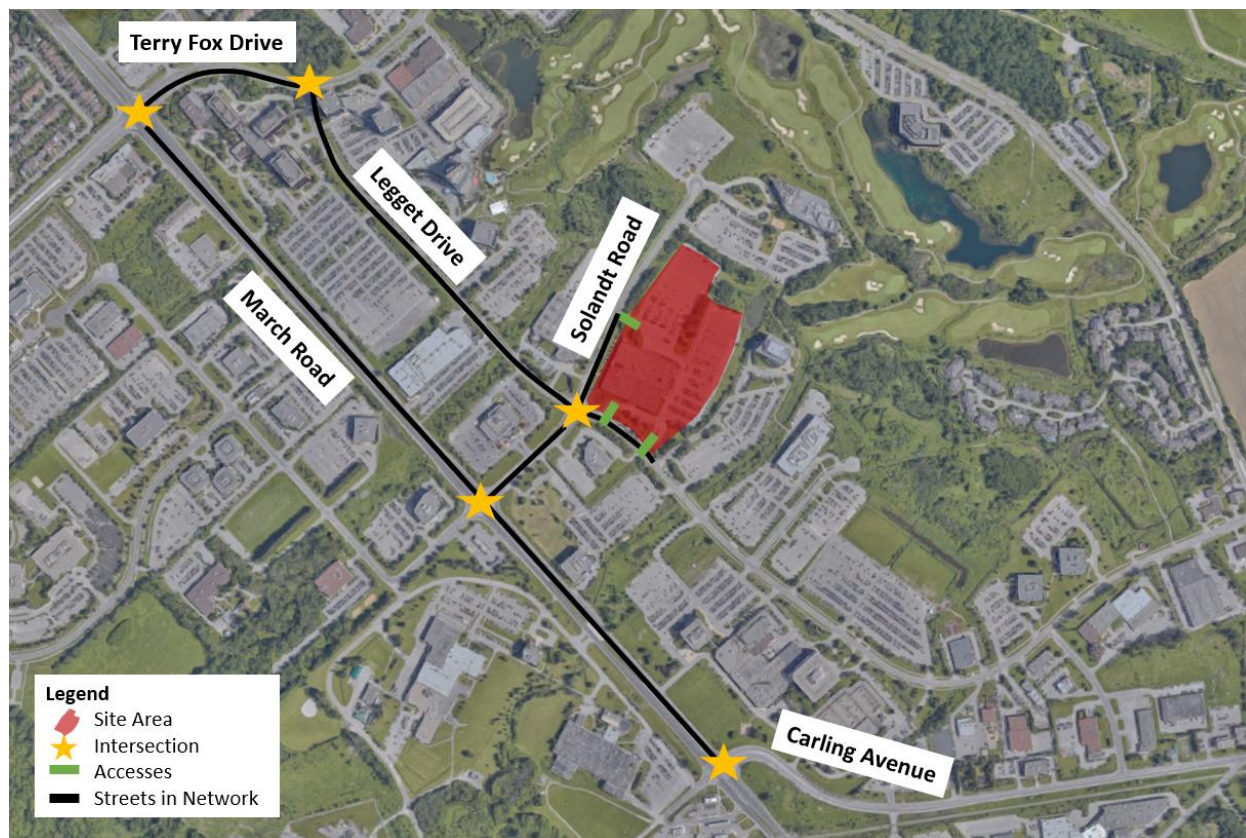 Terry Fox Drive
Legget Drive
Solandt Road
March Road
Carling Avenue
Legend
Site Area
Intersection
Accesses
Streets in Network